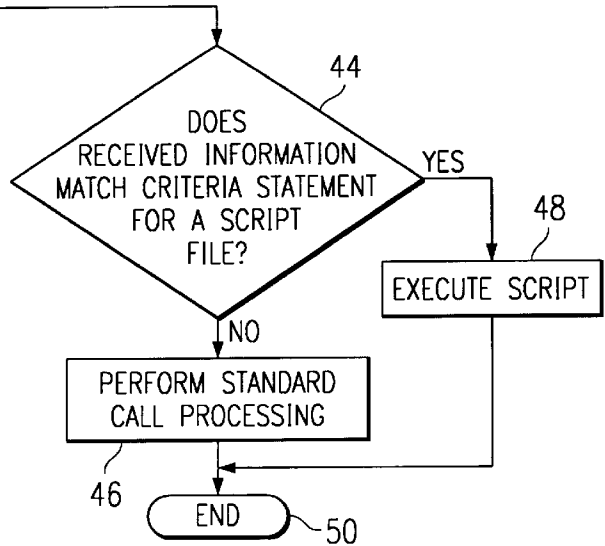 44
DOES
RECEIVED INFORMATION
MATCH CRITERIA STATEMENT
FOR A SCRIPT
FILE?
YES
48
EXECUTE SCRIPT
NO
PERFORM STANDARD
CALL PROCESSING
46
END
50